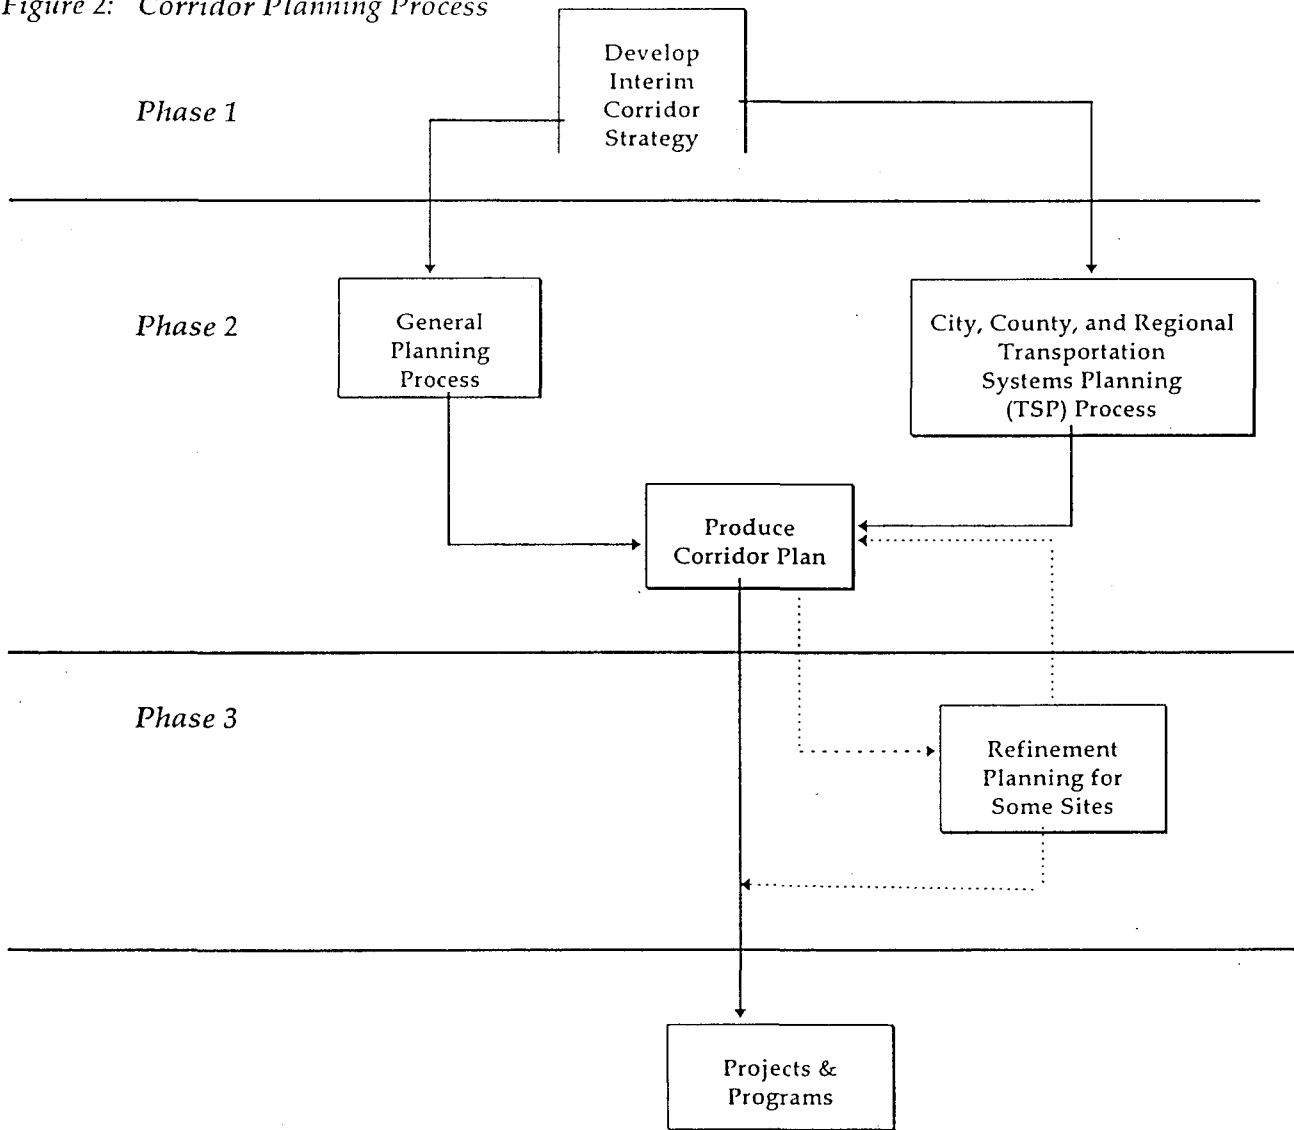 Figure 2: Corridor Planning Process
Develop
Interim
Corridor
Strategy
Phase 1
Phase 2
General
Planning
Process
City, County, and Regional
Transportation
Systems Planning
(TSP) Process
Produce
Corridor Plan
Phase 3
Refinement
Planning for
Some Sites
Projects &
Programs